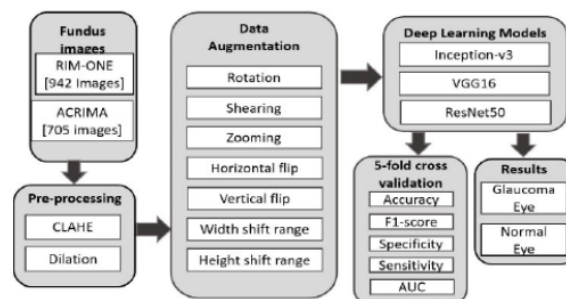 Fundus
images
RIM-ONE
[942 Images]
ACRIMA
[705 images]
Pre-processing
CLAHE
Dilation
Data
Augmentation
Rotation
Shearing
Zooming
Horizontal flip
Vertical flip
Width shift range
Height shift range
Deep Learning Models
Inception-v3
VGG16
ResNet50
5-fold cross
validation
Accuracy
F1-score
Specificity
Sensitivity
AUC
Results
Glaucoma
Eye
Normal
Eye